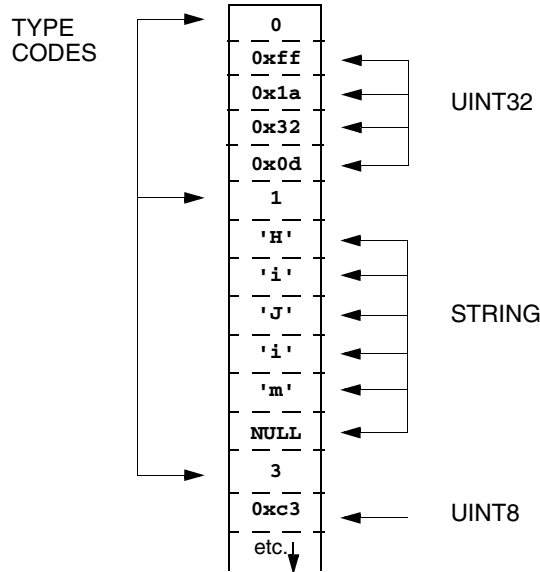 TYPE
CODES
0
0xff
0x1a
0x32
0x0d
UINT32
1
'H'
'i'
'J'
'i'
'm'
NULL
STRING
3
0xc3
UINT8
etc.